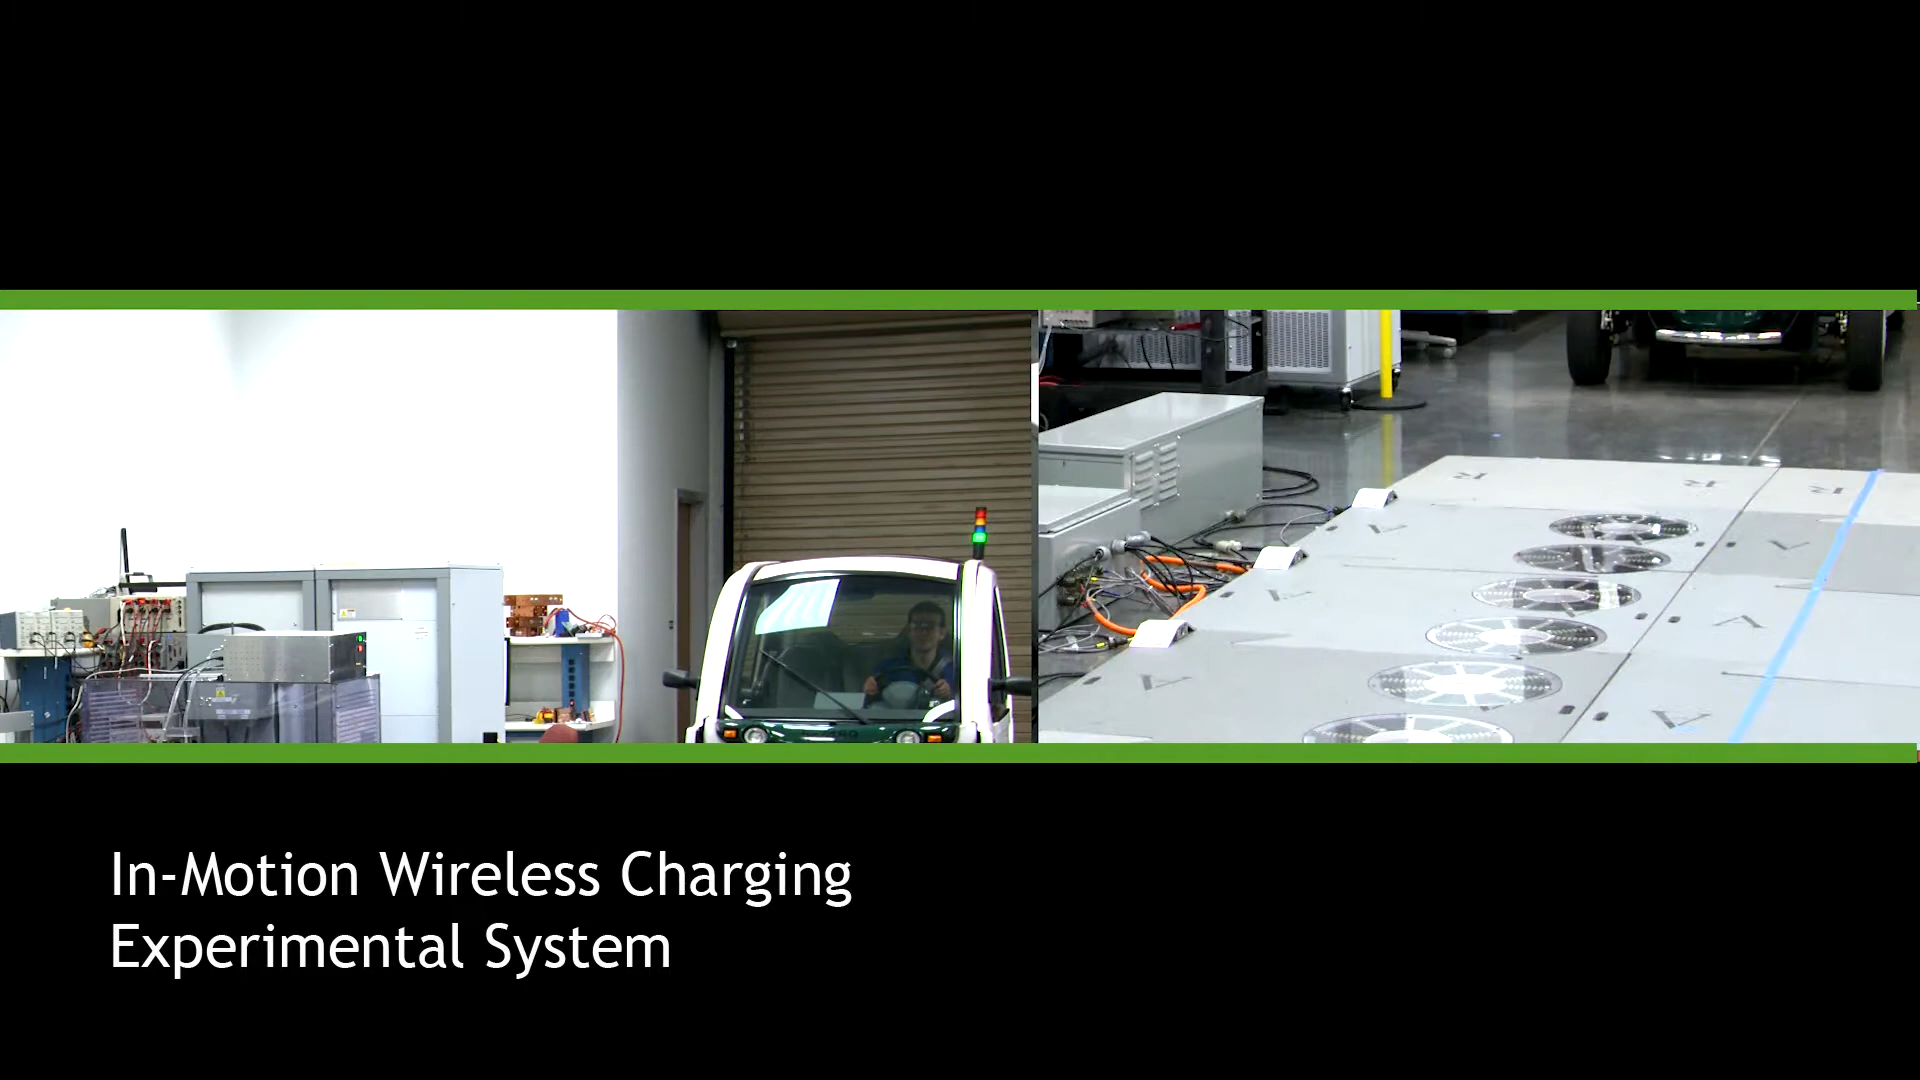 R R R
A V
V V
V A
In-Motion Wireless Charging
Experimental System